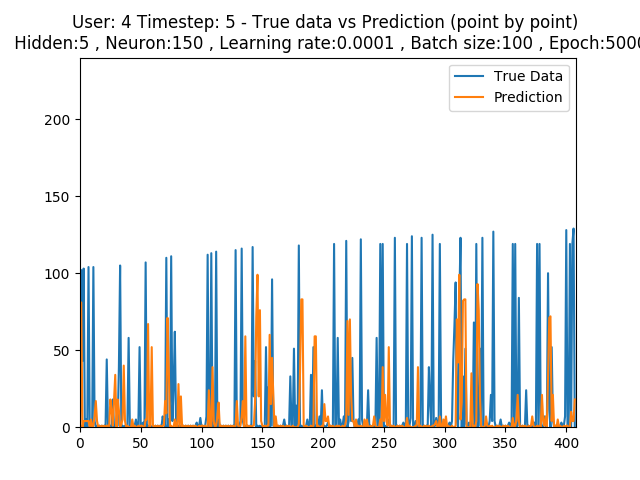 User: 4 Timestep: 5 - True data vs Prediction (point by point)
Hidden:5 , Neuron:150 , Learning rate:0.0001 , Batch size:100 , Epoch:5000
True Data
Prediction
200
150
100
50
0
0 50 100 150 200 250 300 350 400